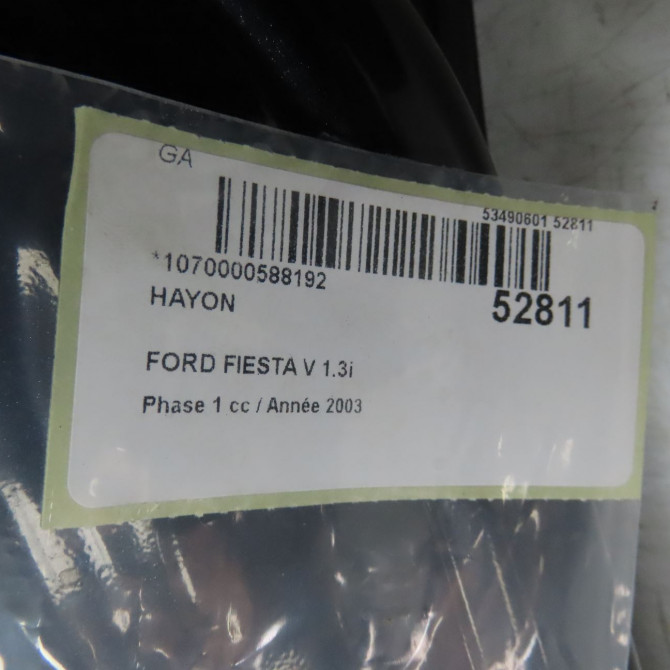 GA
53490601 52811
*1070000588192
HAYON
52811
FORD FIESTA V 1.3i
Phase 1 cc / Année 2003